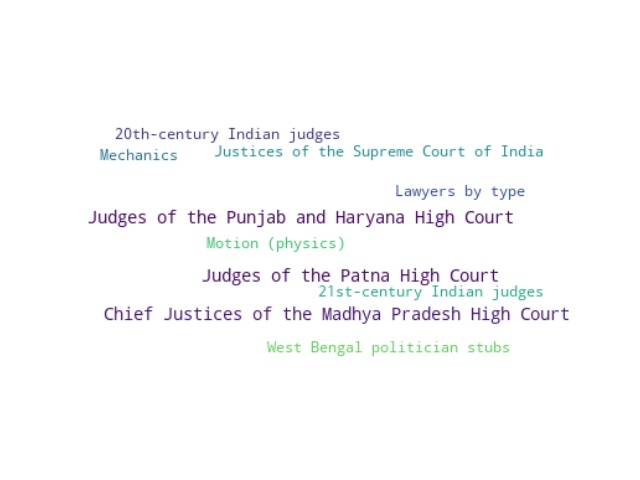 20th-century Indian judges
Justices of the Supreme Court of India
Mechanics
Lawyers by type
Judges of the Punjab and Haryana High Court
Motion (physics)
Judges of the Patna High Court
21st-century Indian judges
Chief Justices of the Madhya Pradesh High Court
West Bengal politician stubs